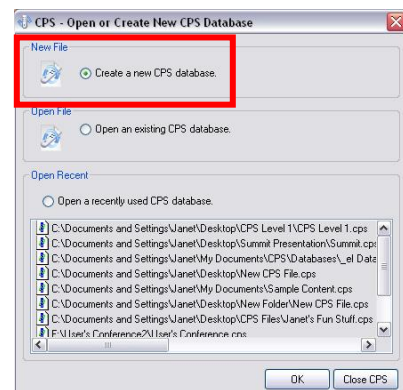 CPS - Open or Create New CPS Database
New File
Create a new CPS database.
Open File
Open an existing CPS database.
Open Recent
Open a recently used CPS database.
C:\Documents and Settings\Janet\Desktop\CPS Level 1\CPS Level 1.cps
C:\Documents and Settings\Janet\Desktop\Summit Presentation\Summit.cps
C:\Documents and Settings\Janet\My Documents\CPS\Databases\_el Data
C:\Documents and Settings\Janet\Desktop\New CPS File.cps
C:\Documents and Settings\Janet\My Documents\Sample Content.cps
C:\Documents and Settings\Janet\Desktop\New Folder\New CPS File.cps
C:\Documents and Settings\Janet\Desktop\CPS Files\Janet's Fun Stuff.cps
F:\User's Conference2\User's Conference.cps
OK
Close CPS